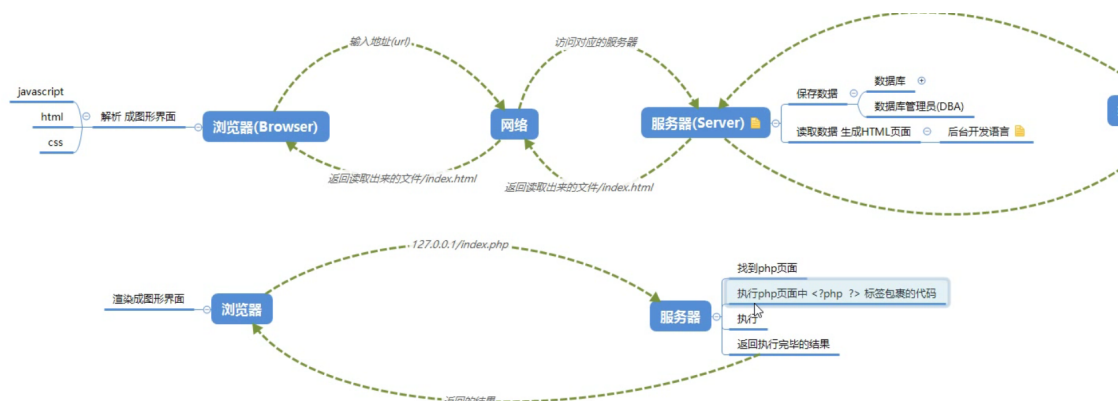 输入地址(url)
访问对应的服务器
javascript
html
css
解析 成图形界面
浏览器(Browser)
网络
服务器(Server)
保存数据
数据库
数据库管理员(DBA)
读取数据 生成HTML页面
后台开发语言
返回读取出来的文件/index.html
返回读取出来的文件/index.html
127.0.0.1/index.php
渲染成图形界面
浏览器
服务器
找到php页面
执行php页面中 <?php ?> 标签包裹的代码
执行
返回执行完毕的结果
返回的结果